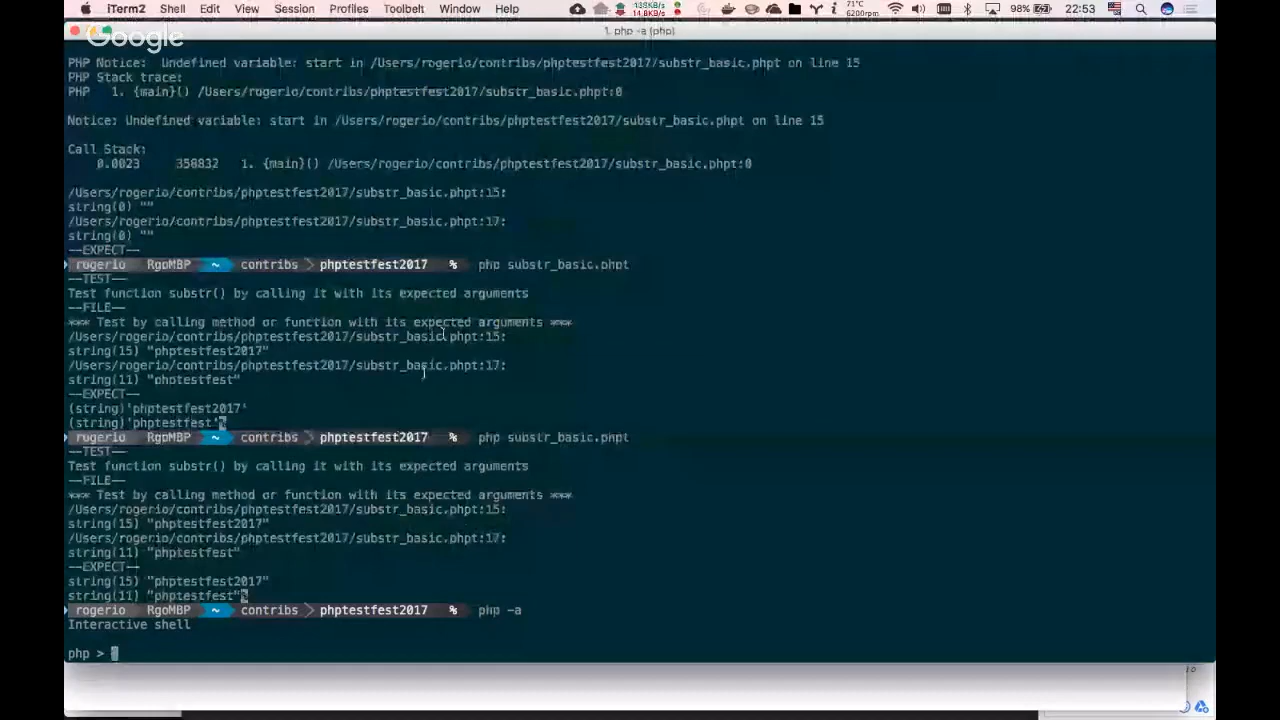 iTerm2 Shell Edit View Session Profiles Toolbelt Window Help 71°C 6200rpm 98% 22:53
Google
1. php -a (php)
PHP Notice:  Undefined variable: start in /Users/rogerio/contribs/phptestfest2017/substr_basic.phpt on line 15
PHP Stack trace:
PHP   1. {main}() /Users/rogerio/contribs/phptestfest2017/substr_basic.phpt:0
Notice: Undefined variable: start in /Users/rogerio/contribs/phptestfest2017/substr_basic.phpt on line 15
Call Stack:
0.0023     358832   1. {main}() /Users/rogerio/contribs/phptestfest2017/substr_basic.phpt:0
/Users/rogerio/contribs/phptestfest2017/substr_basic.phpt:15:
string(0) ""
/Users/rogerio/contribs/phptestfest2017/substr_basic.phpt:17:
string(0) ""
--EXPECT--
rogerio RgoMBP ~ contribs phptestfest2017 % php substr_basic.phpt
--TEST--
Test function substr() by calling it with its expected arguments
--FILE--
*** Test by calling method or function with its expected arguments ***
/Users/rogerio/contribs/phptestfest2017/substr_basic.phpt:15:
string(15) "phptestfest2017"
/Users/rogerio/contribs/phptestfest2017/substr_basic.phpt:17:
string(11) "phptestfest"
--EXPECT--
(string)'phptestfest2017'
(string)'phptestfest'%
rogerio RgoMBP ~ contribs phptestfest2017 % php substr_basic.phpt
--TEST--
Test function substr() by calling it with its expected arguments
--FILE--
*** Test by calling method or function with its expected arguments ***
/Users/rogerio/contribs/phptestfest2017/substr_basic.phpt:15:
string(15) "phptestfest2017"
/Users/rogerio/contribs/phptestfest2017/substr_basic.phpt:17:
string(11) "phptestfest"
--EXPECT--
string(15) "phptestfest2017"
string(11) "phptestfest"%
rogerio RgoMBP ~ contribs phptestfest2017 % php -a
Interactive shell
php >